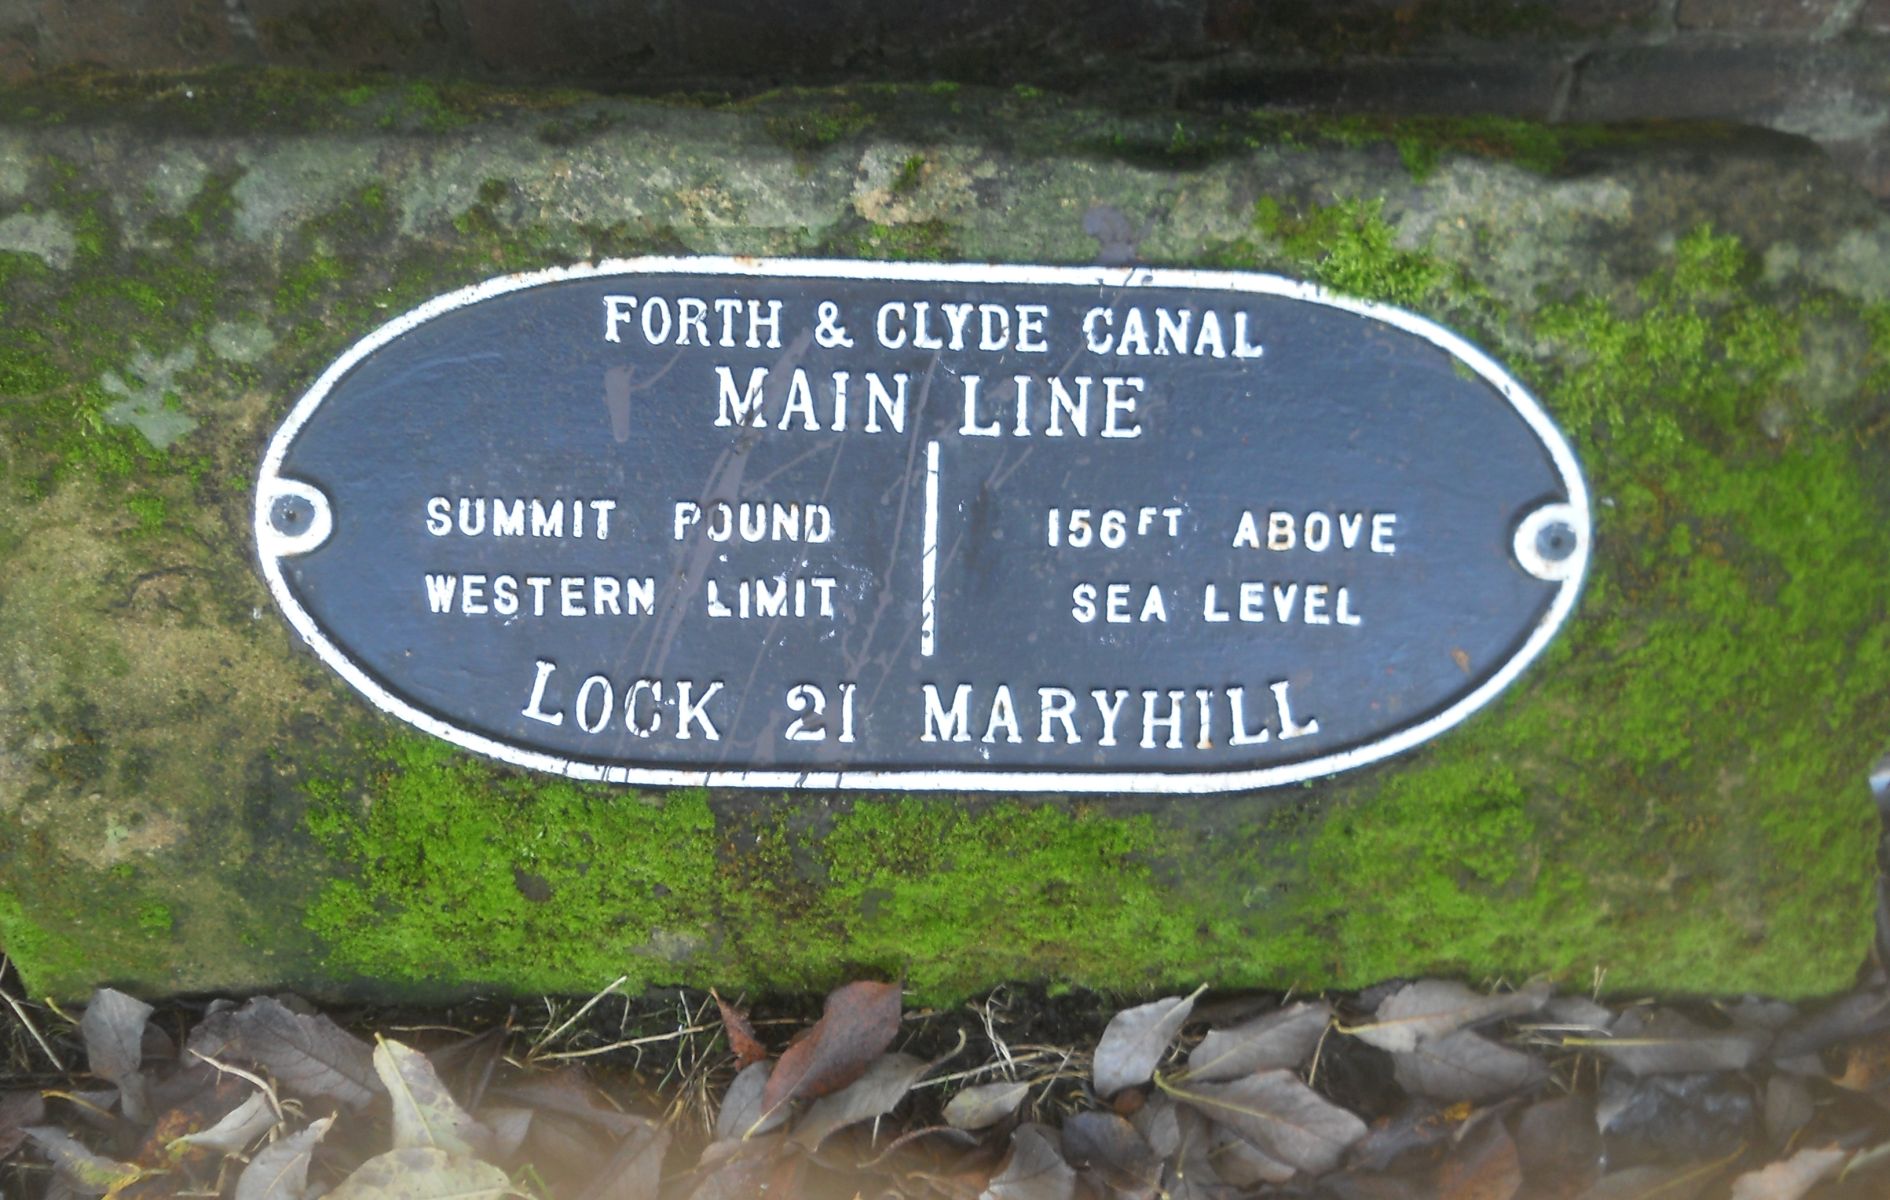 FORTH & CLYDE CANAL
MAIN LINE
SUMMIT POUND
WESTERN LIMIT
156FT ABOVE
SEA LEVEL
LOCK 21 MARYHILL